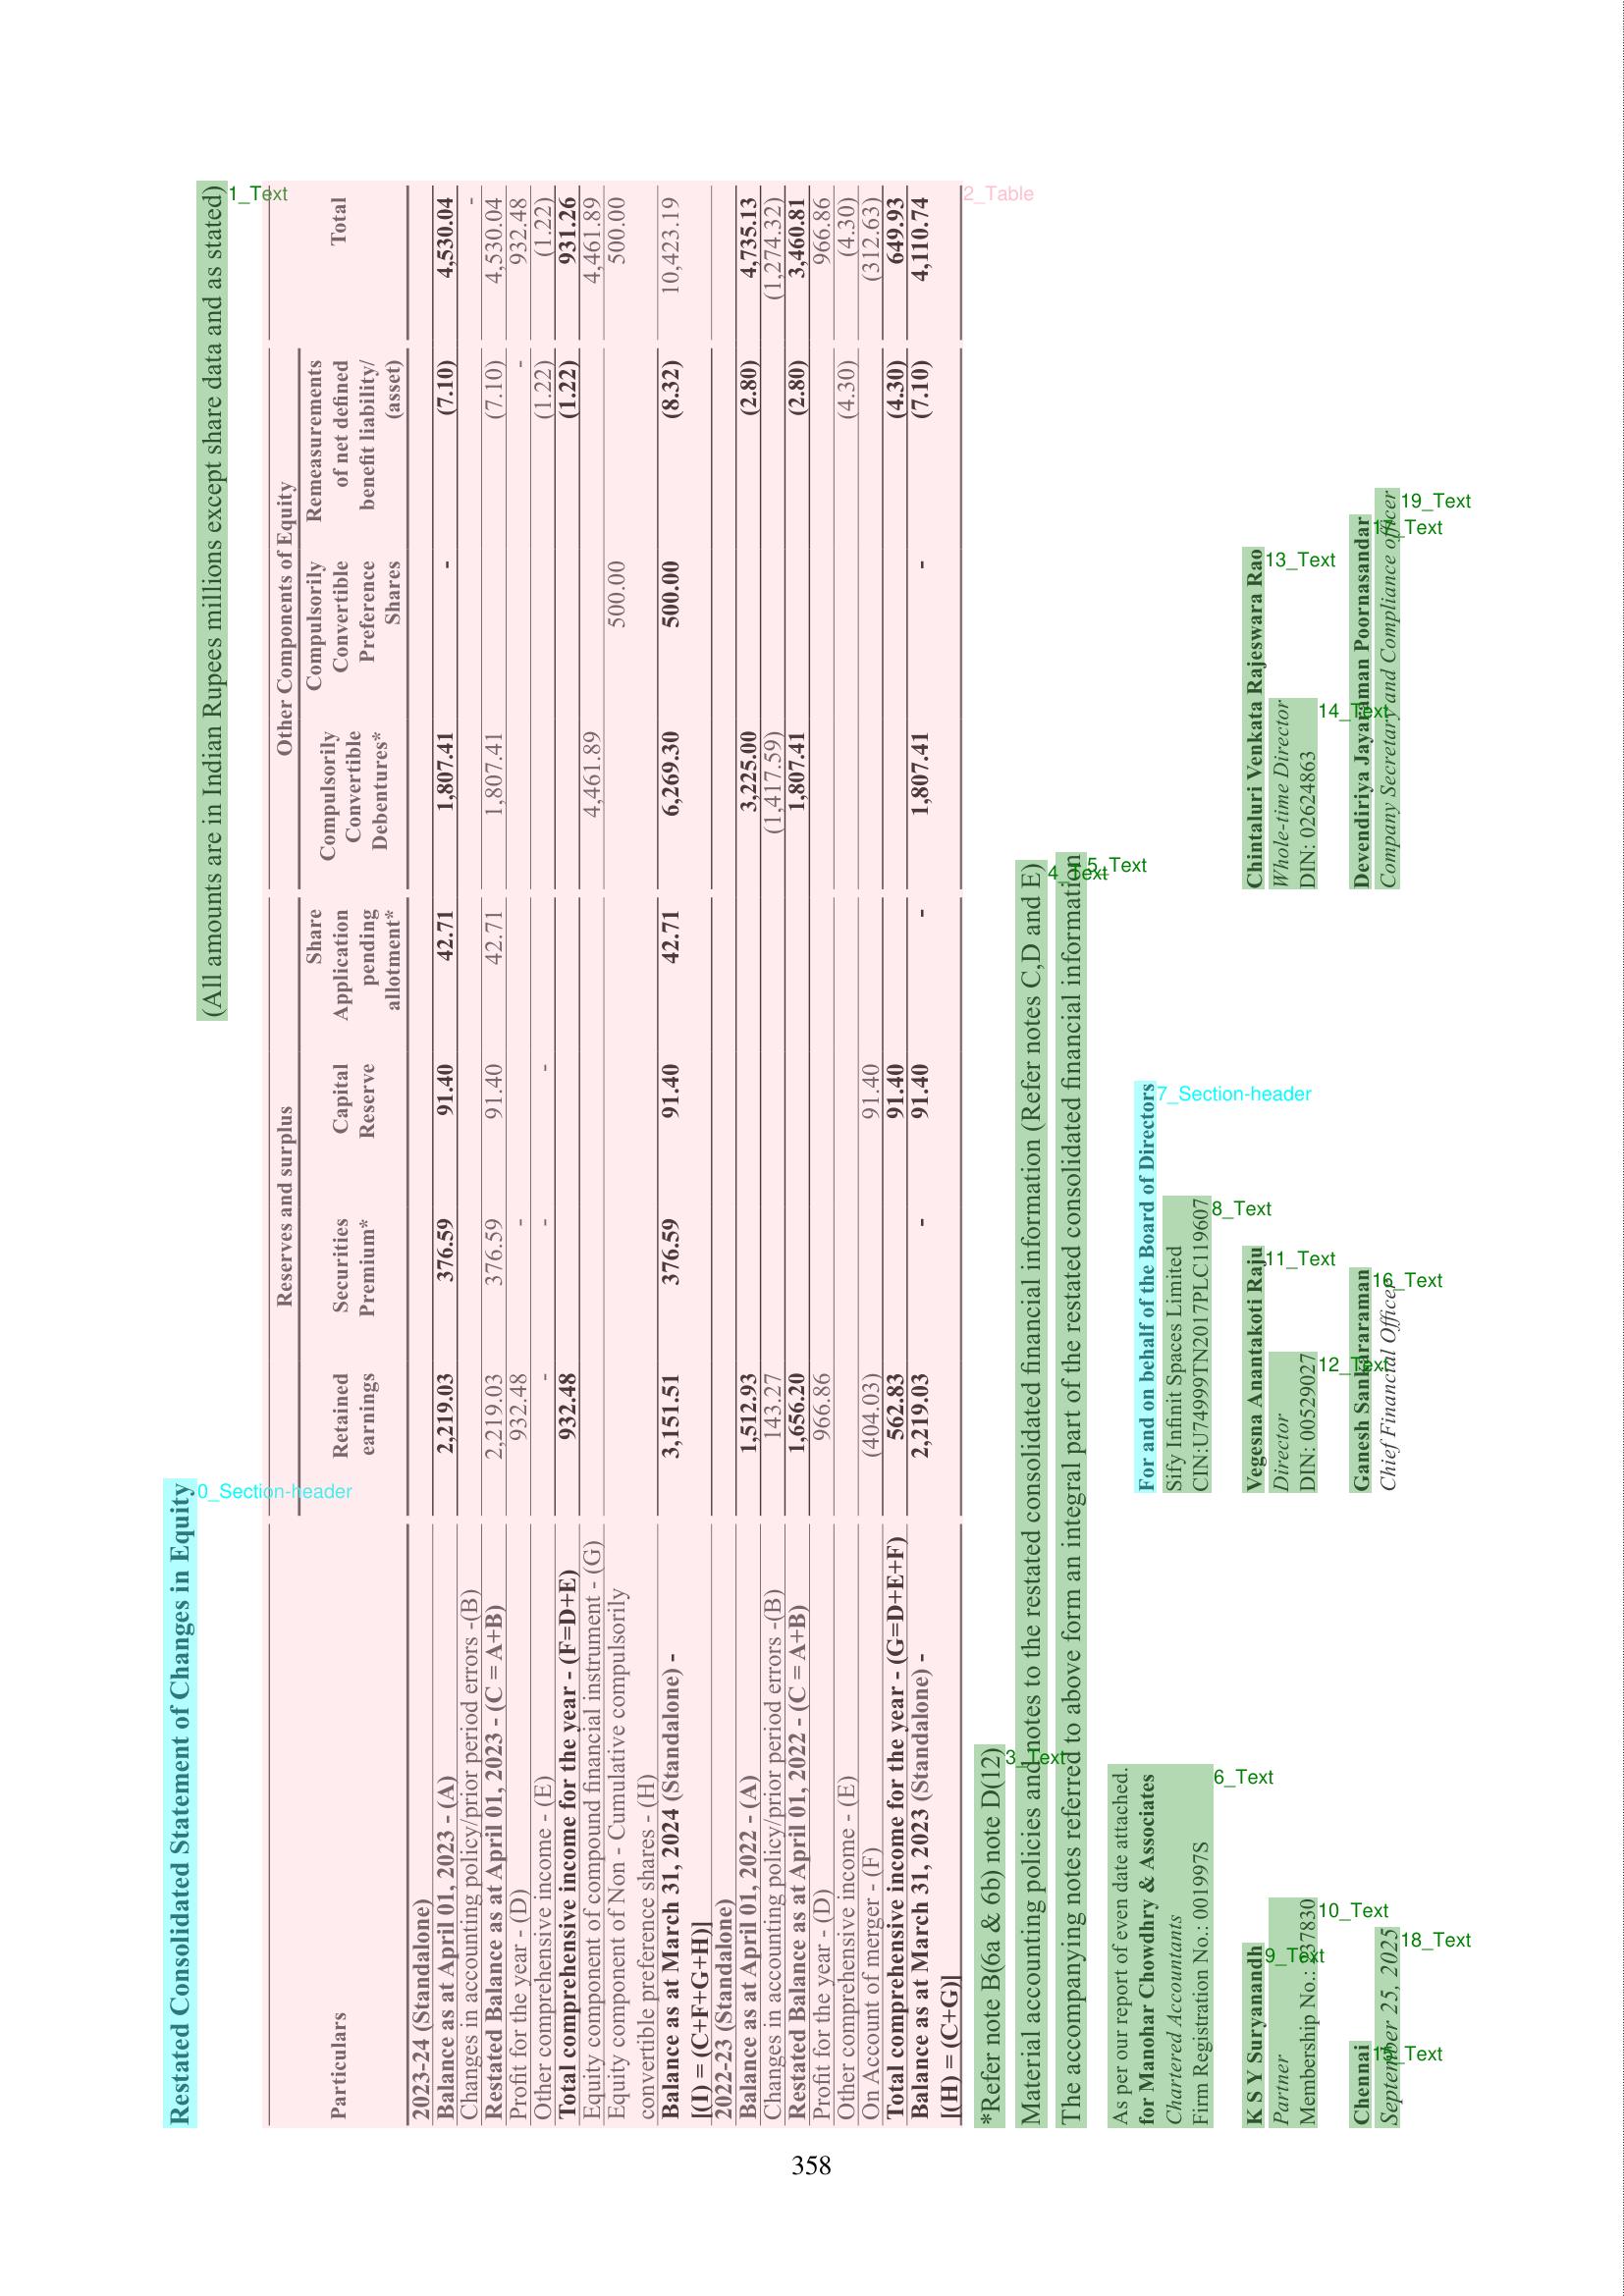 Restated Consolidated Statement of Changes in Equity
0_Section-header
(All amounts are in Indian Rupees millions except share data and as stated)
1_Text
2_Table
Particulars Reserves and surplus Other Components of Equity Total
Retained earnings Securities Premium* Capital Reserve Share Application pending allotment* Compulsorily Convertible Debentures* Compulsorily Convertible Preference Shares Remeasurements of net defined benefit liability/ (asset)
2023-24 (Standalone)
Balance as at April 01, 2023 - (A) 2,219.03 376.59 91.40 42.71 1,807.41 - (7.10) 4,530.04
Changes in accounting policy/prior period errors -(B) -
Restated Balance as at April 01, 2023 - (C = A+B) 2,219.03 376.59 91.40 42.71 1,807.41 (7.10) 4,530.04
Profit for the year - (D) 932.48 - - 932.48
Other comprehensive income - (E) - - - (1.22) (1.22)
Total comprehensive income for the year - (F=D+E) 932.48 (1.22) 931.26
Equity component of compound financial instrument - (G) 4,461.89 4,461.89
Equity component of Non - Cumulative compulsorily 500.00 500.00
convertible preference shares - (H)
Balance as at March 31, 2024 (Standalone) - 3,151.51 376.59 91.40 42.71 6,269.30 500.00 (8.32) 10,423.19
[(I) = (C+F+G+H)]
2022-23 (Standalone)
Balance as at April 01, 2022 - (A) 1,512.93 3,225.00 (2.80) 4,735.13
Changes in accounting policy/prior period errors -(B) 143.27 (1,417.59) (1,274.32)
Restated Balance as at April 01, 2022 - (C = A+B) 1,656.20 1,807.41 (2.80) 3,460.81
Profit for the year - (D) 966.86 966.86
Other comprehensive income - (E) (4.30) (4.30)
On Account of merger - (F) (404.03) 91.40 (312.63)
Total comprehensive income for the year - (G=D+E+F) 562.83 91.40 (4.30) 649.93
Balance as at March 31, 2023 (Standalone) - 2,219.03 - 91.40 - 1,807.41 - (7.10) 4,110.74
[(H) = (C+G)]
*Refer note B(6a & 6b) note D(12)
3_Text
Material accounting policies and notes to the restated consolidated financial information (Refer notes C,D and E)
4_Text
The accompanying notes referred to above form an integral part of the restated consolidated financial information
5_Text
As per our report of even date attached.
for Manohar Chowdhry & Associates
Chartered Accountants
Firm Registration No.: 001997S
6_Text
For and on behalf of the Board of Directors
7_Section-header
Sify Infinit Spaces Limited
CIN:U74999TN2017PLC119607
8_Text
K S Y Suryanandh
9_Text
Partner
Membership No.: 237830
10_Text
Vegesna Anantakoti Raju
11_Text
Director
DIN: 00529027
12_Text
Chintaluri Venkata Rajeswara Rao
13_Text
Whole-time Director
DIN: 02624863
14_Text
Chennai
September 25, 2025
18_Text
Ganesh Sankararaman
16_Text
Chief Financial Officer
Devendiriya Jayaraman Poornasandar
Company Secretary and Compliance officer
19_Text
358